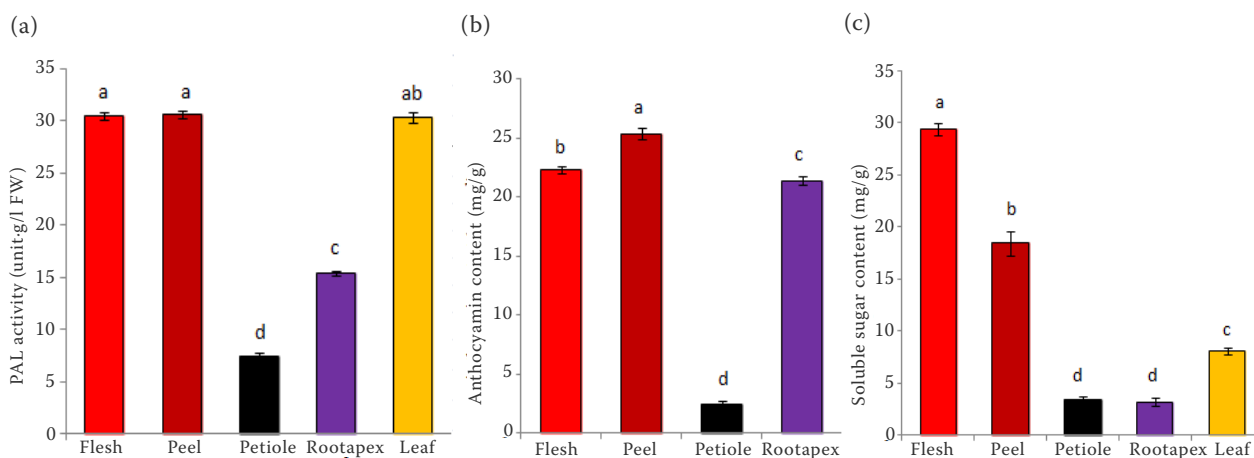 (a)
PAL activity (unit·g/l FW)
35
30
25
20
15
10
5
0
a
a
d
c
ab
Flesh Peel Petiole Rootapex Leaf
(b)
Anthocyamin content (mg/g)
30
25
20
15
10
5
0
b
a
d
c
Flesh Peel Petiole Rootapex
(c)
Soluble sugar content (mg/g)
35
30
25
20
15
10
5
0
a
b
d
d
c
Flesh Peel Petiole Rootapex Leaf